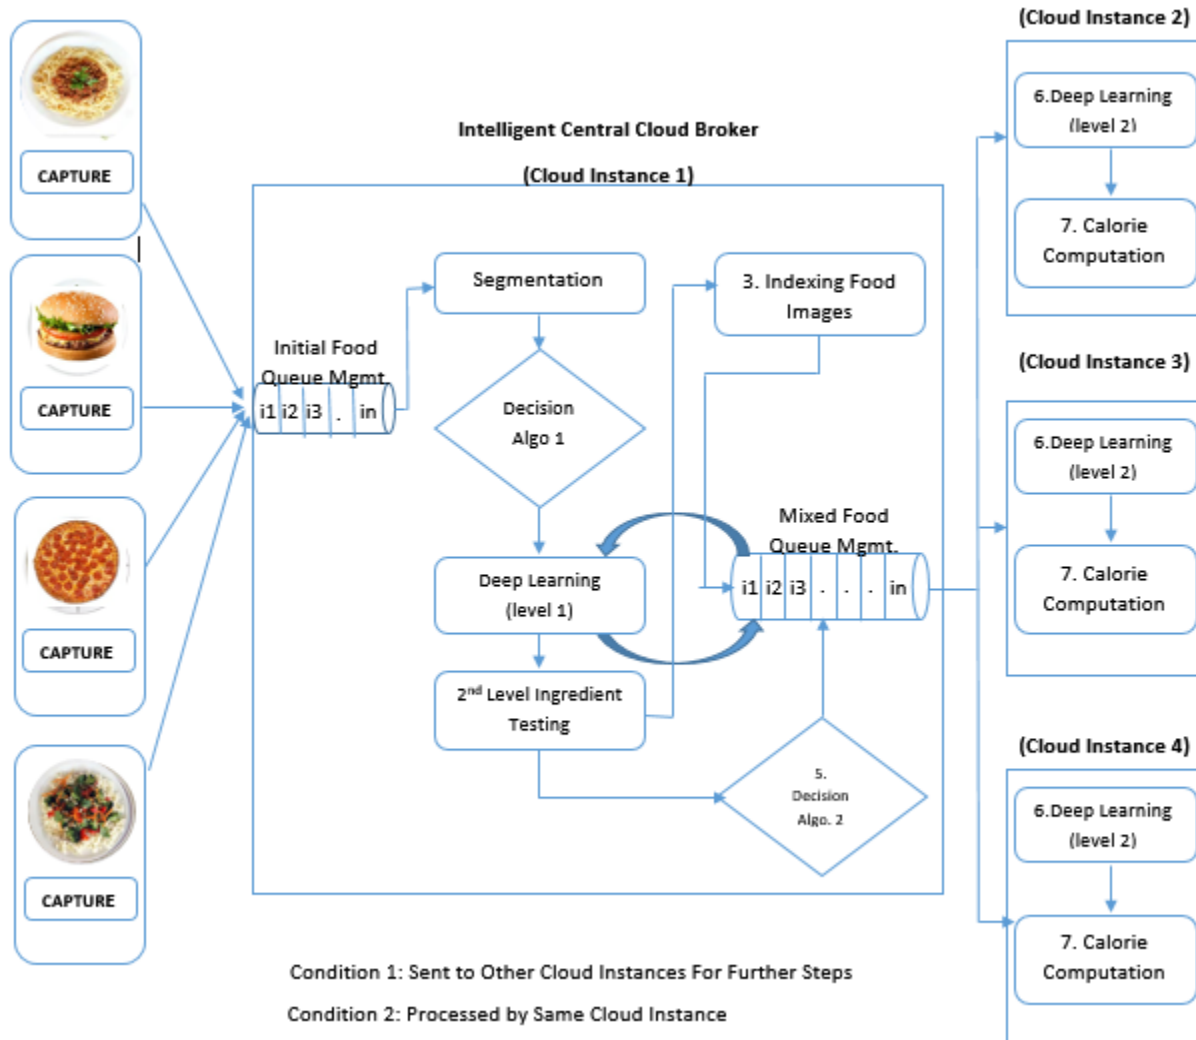 CAPTURE
CAPTURE
CAPTURE
CAPTURE
Intelligent Central Cloud Broker
(Cloud Instance 1)
Initial Food
Queue Mgmt.
i1 i2 i3 . in
Segmentation
Decision
Algo 1
Deep Learning
(level 1)
2nd Level Ingredient
Testing
3. Indexing Food
Images
Mixed Food
Queue Mgmt.
i1 i2 i3 . . . in
5.
Decision
Algo. 2
(Cloud Instance 2)
6.Deep Learning
(level 2)
7. Calorie
Computation
(Cloud Instance 3)
6.Deep Learning
(level 2)
7. Calorie
Computation
(Cloud Instance 4)
6.Deep Learning
(level 2)
7. Calorie
Computation
Condition 1: Sent to Other Cloud Instances For Further Steps
Condition 2: Processed by Same Cloud Instance